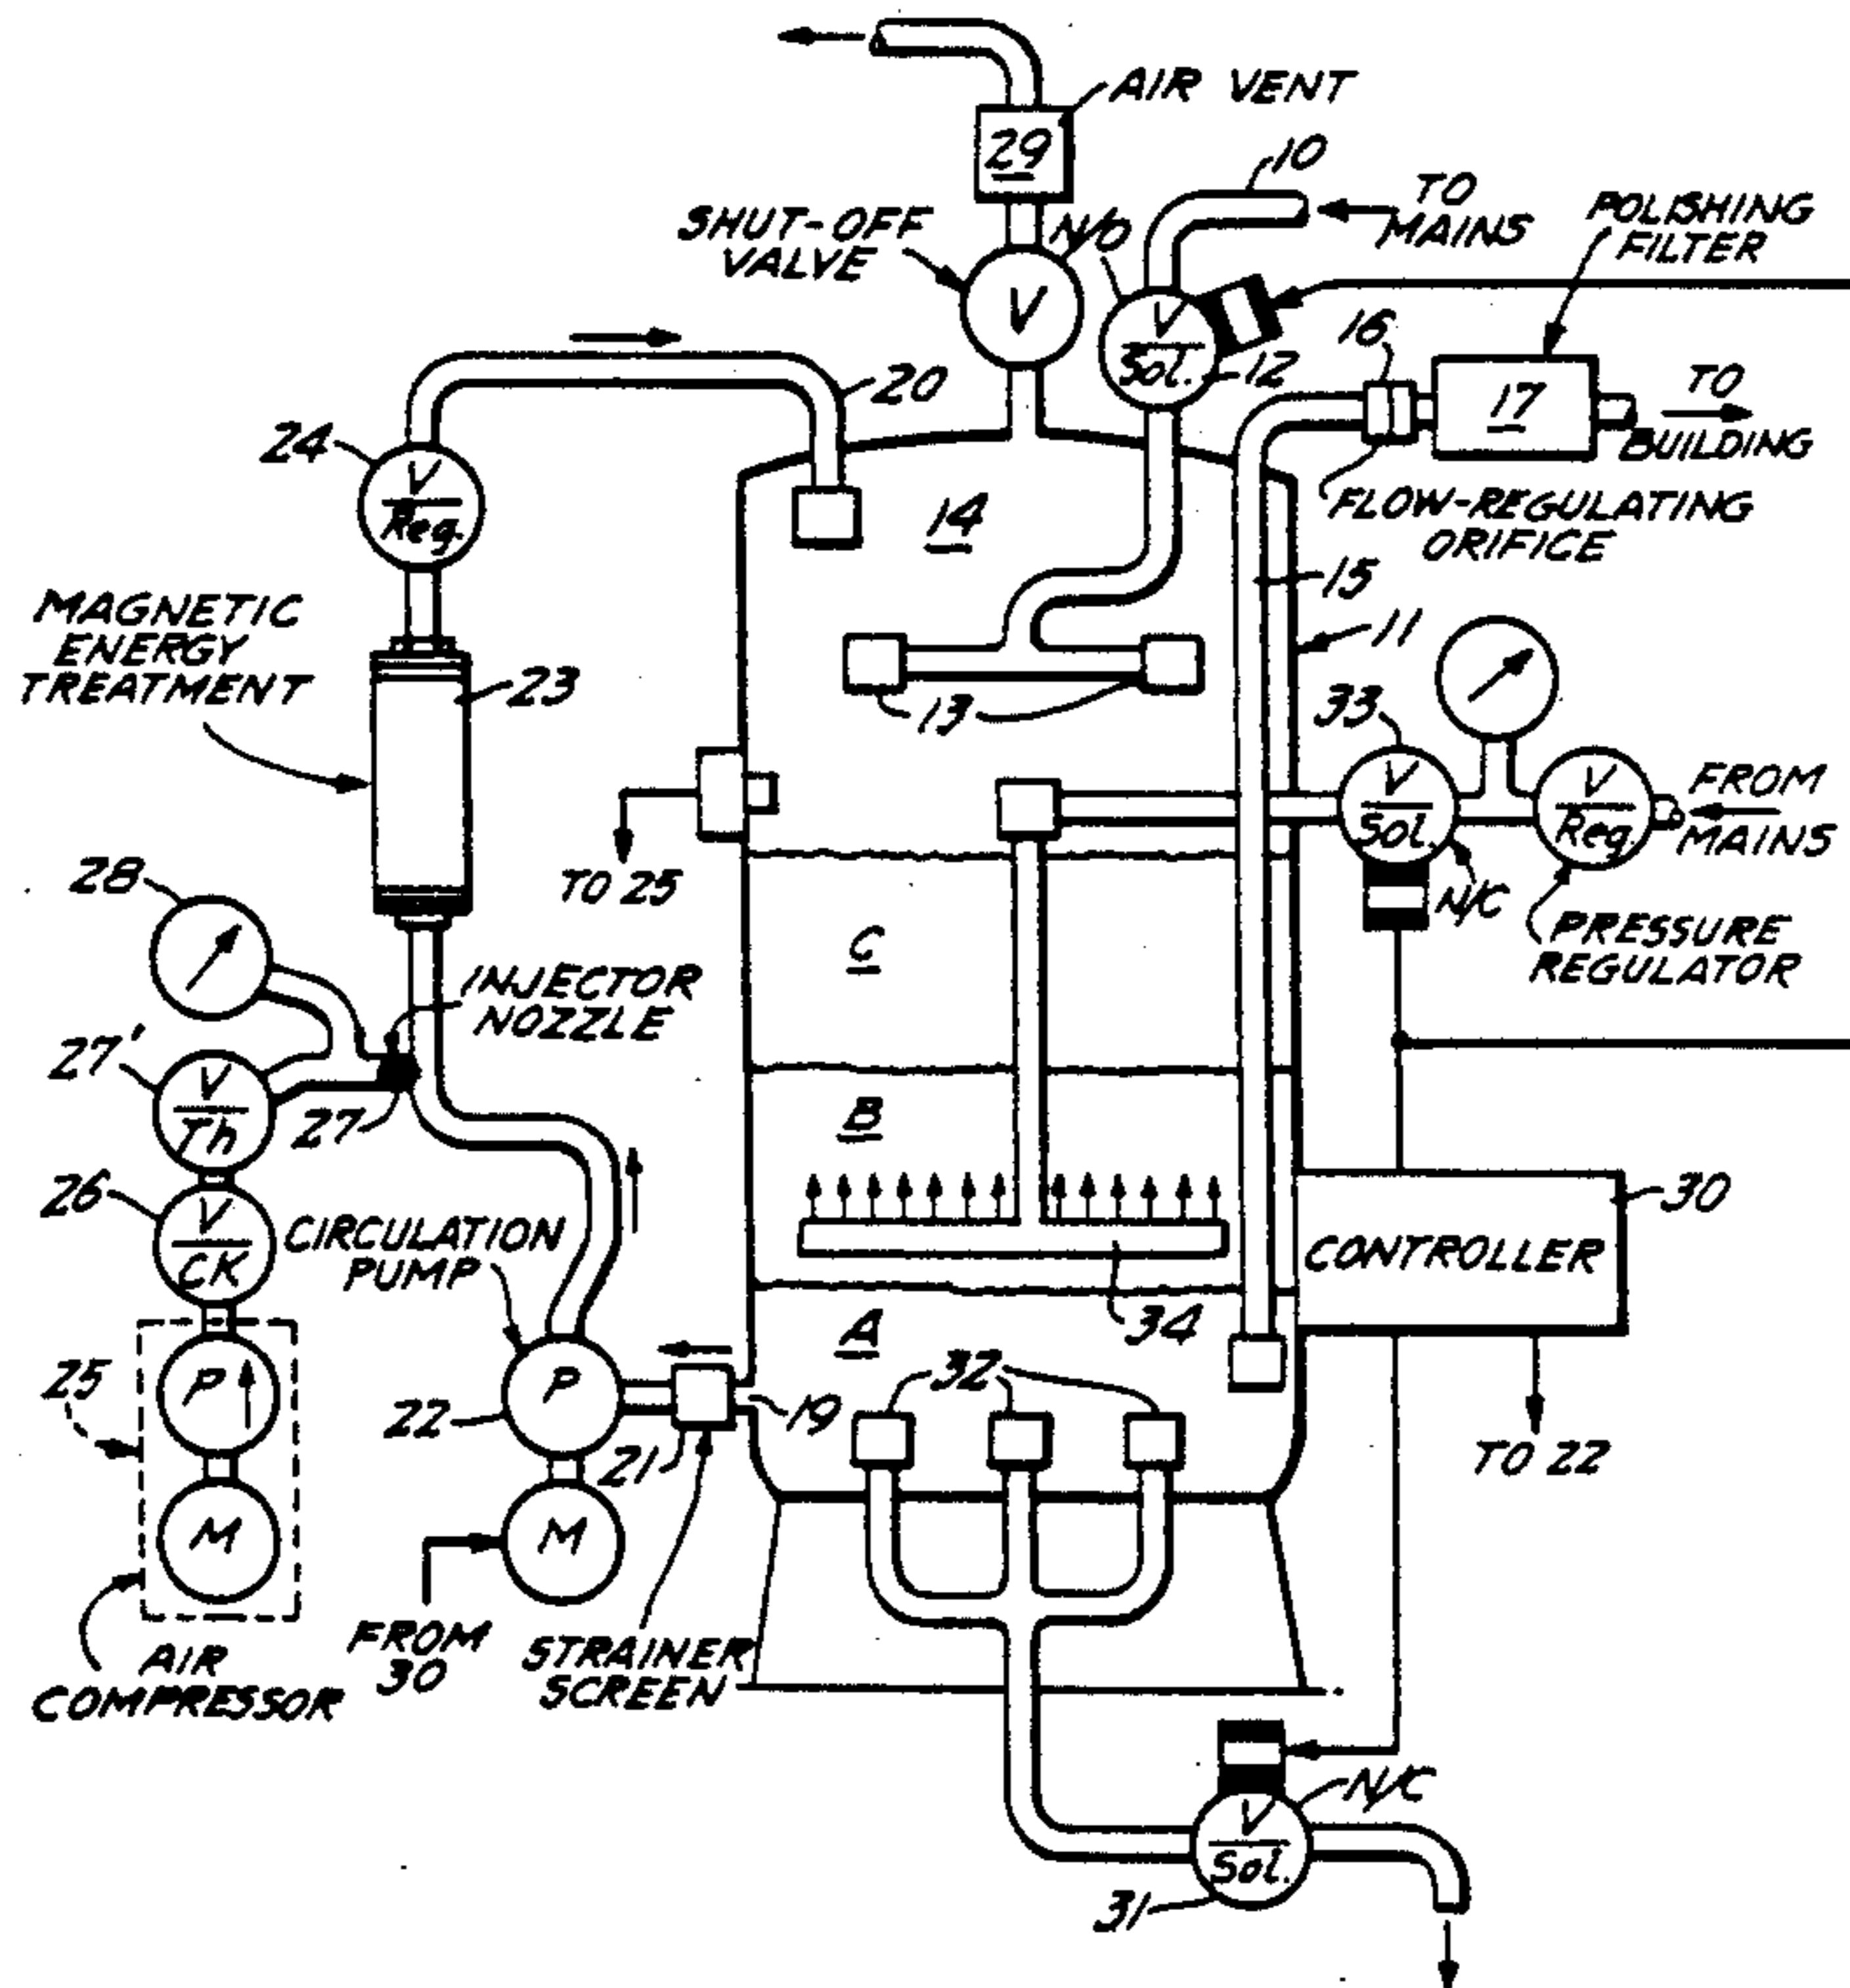 AIR VENT
29
10
TO
MAINS
POLISHING
FILTER
SHUT-OFF
VALVE
N/O
V
V
Sol.
12
16
17
TO
BUILDING
20
24
V
Reg.
14
FLOW-REGULATING
ORIFICE
15
MAGNETIC
ENERGY
TREATMENT
23
11
13
33
V
Sol.
V
Reg.
FROM
MAINS
TO 25
28
N/C
C
PRESSURE
REGULATOR
INJECTOR
NOZZLE
27'
V
Th
27
B
26
V
CK
CIRCULATION
PUMP
30
CONTROLLER
A
34
25
P
P
22
21
19
32
TO 22
M
M
FROM
30
STRAINER
SCREEN
AIR
COMPRESSOR
N/C
V
Sol.
31